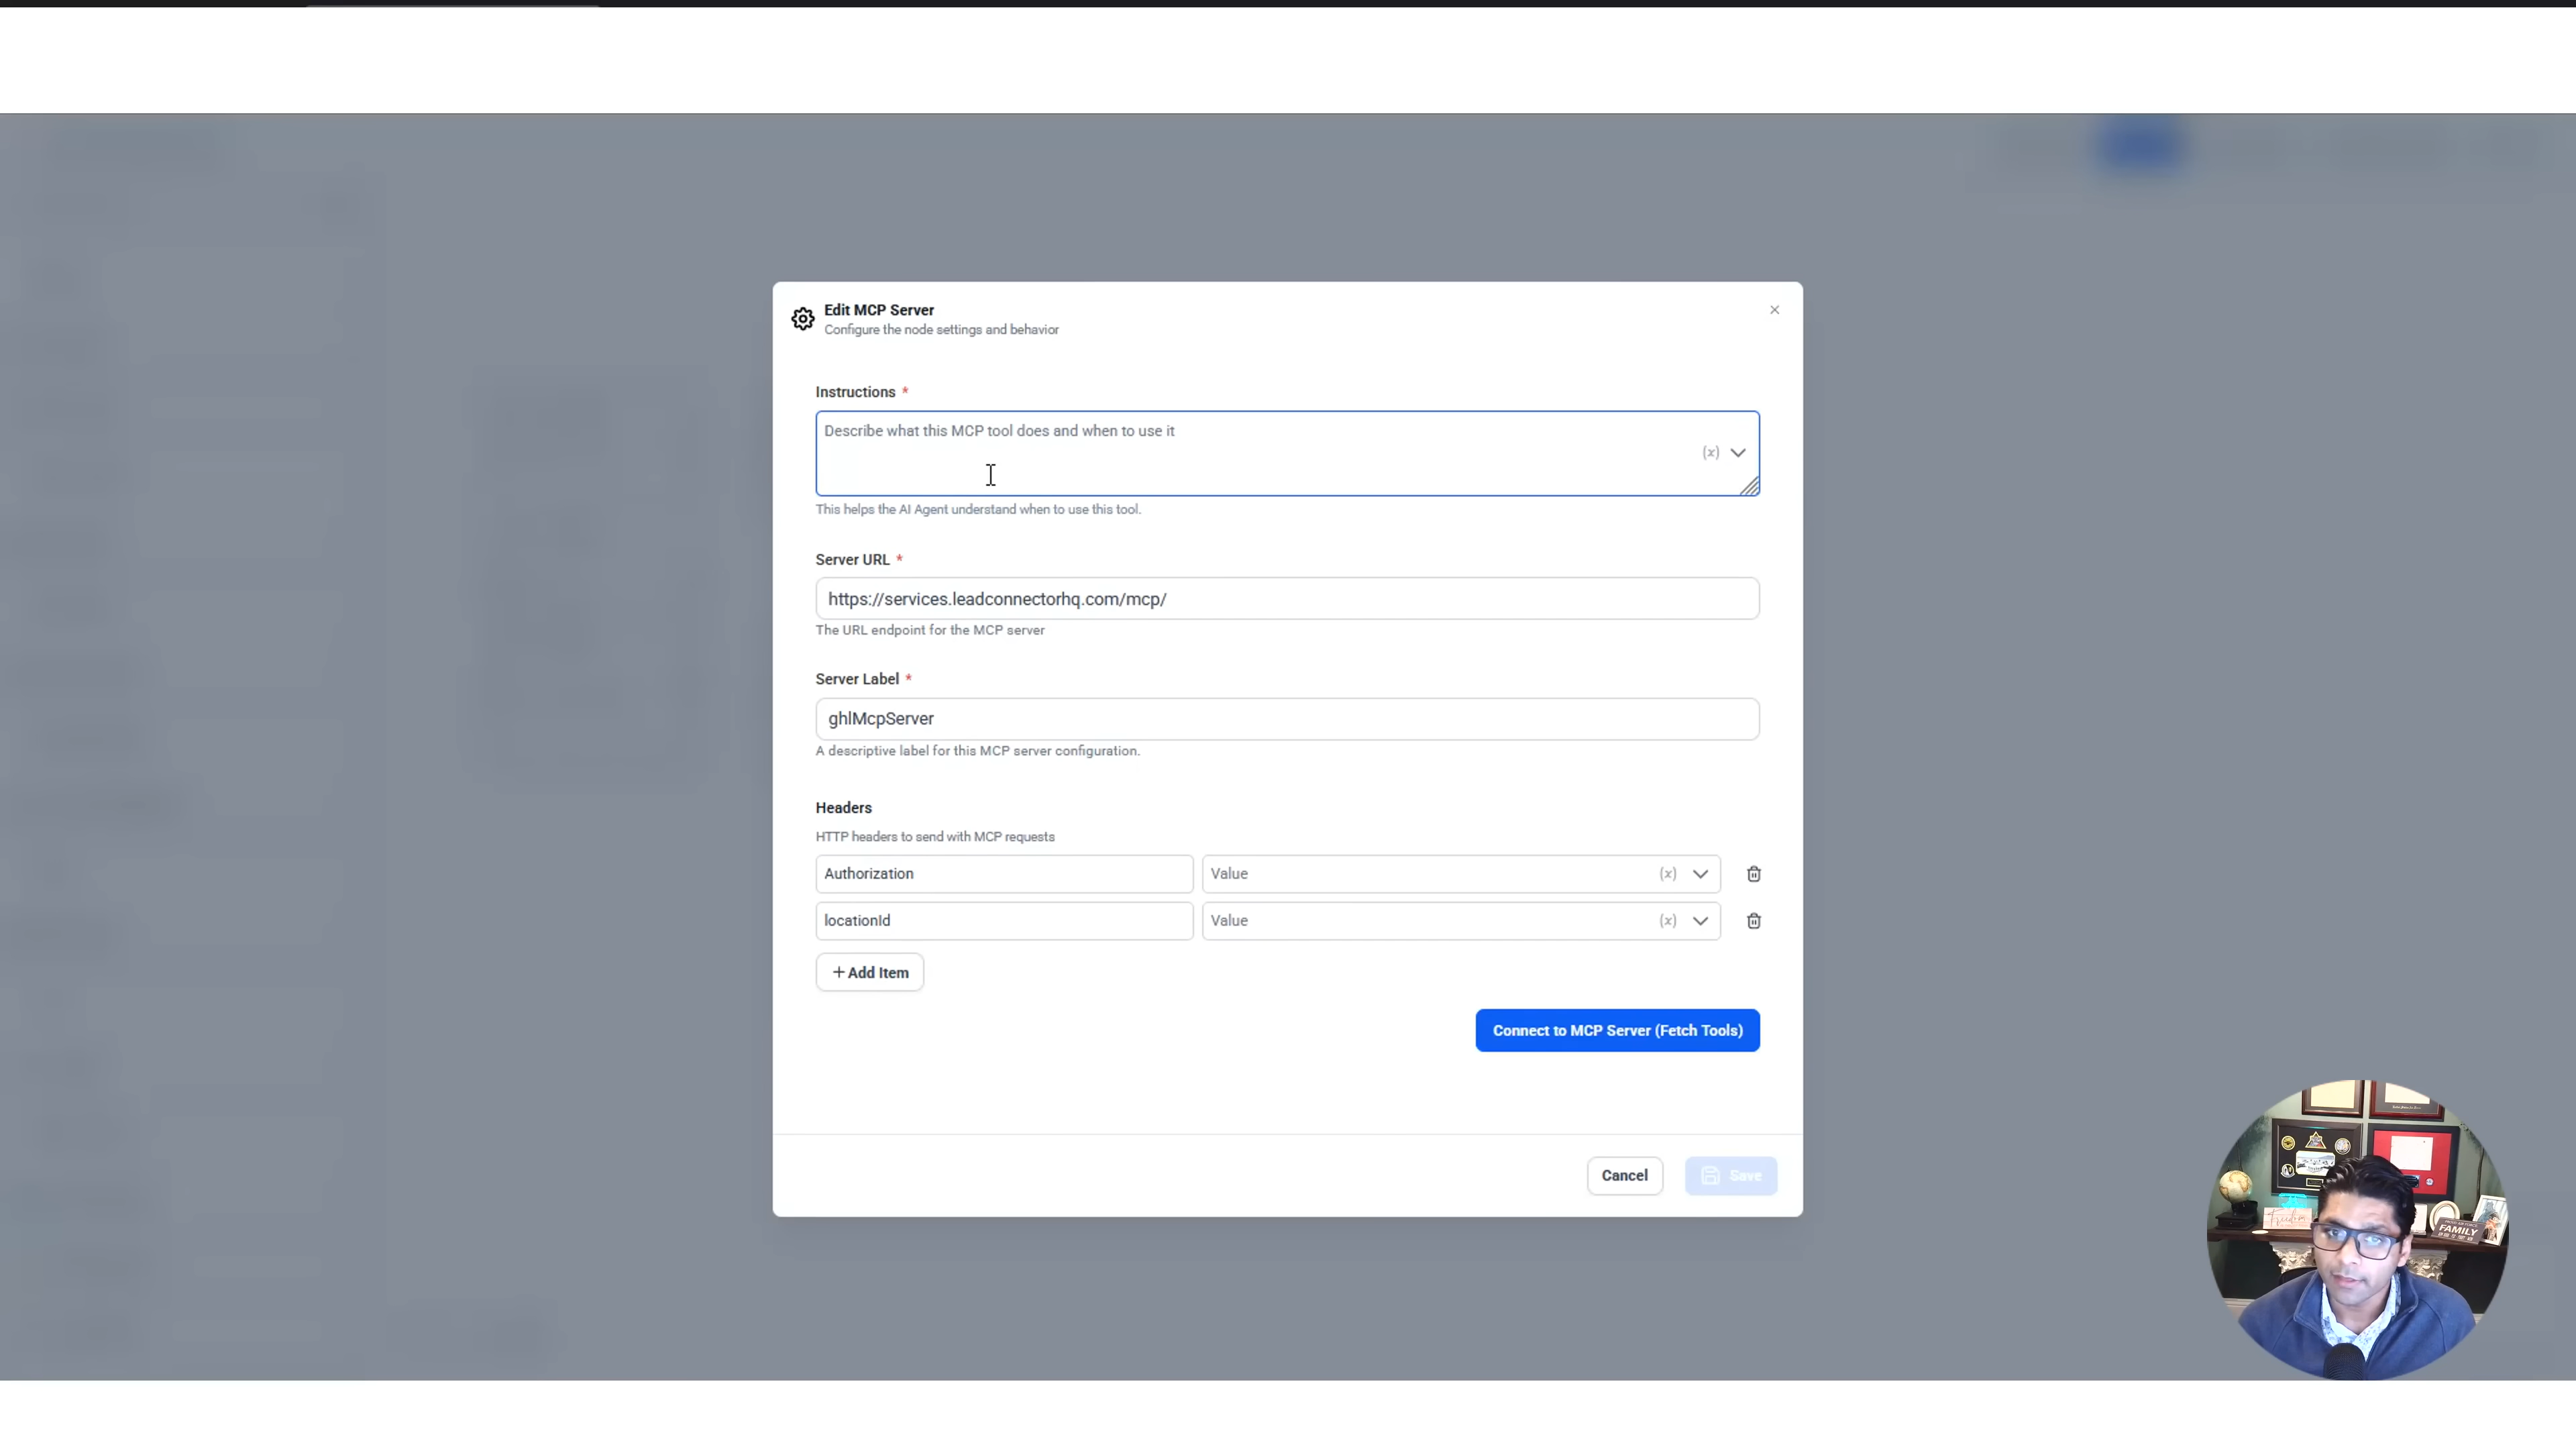 Edit MCP Server
Configure the node settings and behavior
Instructions *
Describe what this MCP tool does and when to use it
(x)
This helps the AI Agent understand when to use this tool.
Server URL *
https://services.leadconnectorhq.com/mcp/
The URL endpoint for the MCP server
Server Label *
ghlMcpServer
A descriptive label for this MCP server configuration.
Headers
HTTP headers to send with MCP requests
Authorization Value (x)
locationId Value (x)
+ Add Item
Connect to MCP Server (Fetch Tools)
Cancel Save
Freedom
FAMILY